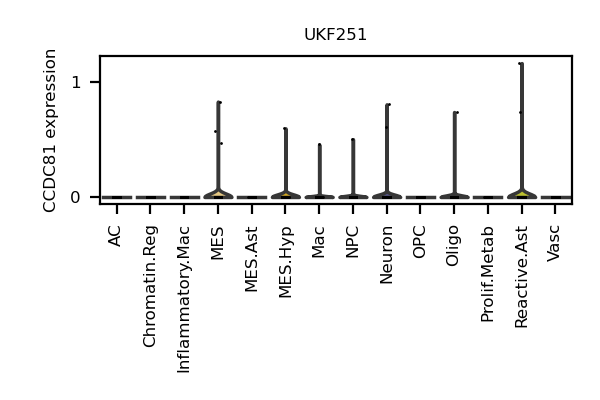 UKF251
CCDC81 expression
1
0
AC
Chromatin.Reg
Inflammatory.Mac
MES
MES.Ast
MES.Hyp
Mac
NPC
Neuron
OPC
Oligo
Prolif.Metab
Reactive.Ast
Vasc